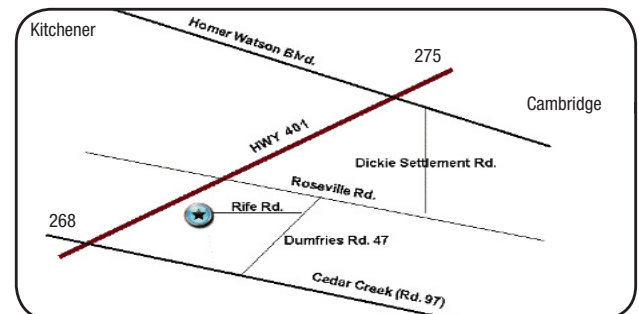 Kitchener
Homer Watson Blvd.
275
Cambridge
HWY 401
Dickie Settlement Rd.
Roseville Rd.
Rife Rd.
268
Dumfries Rd. 47
Cedar Creek (Rd. 97)